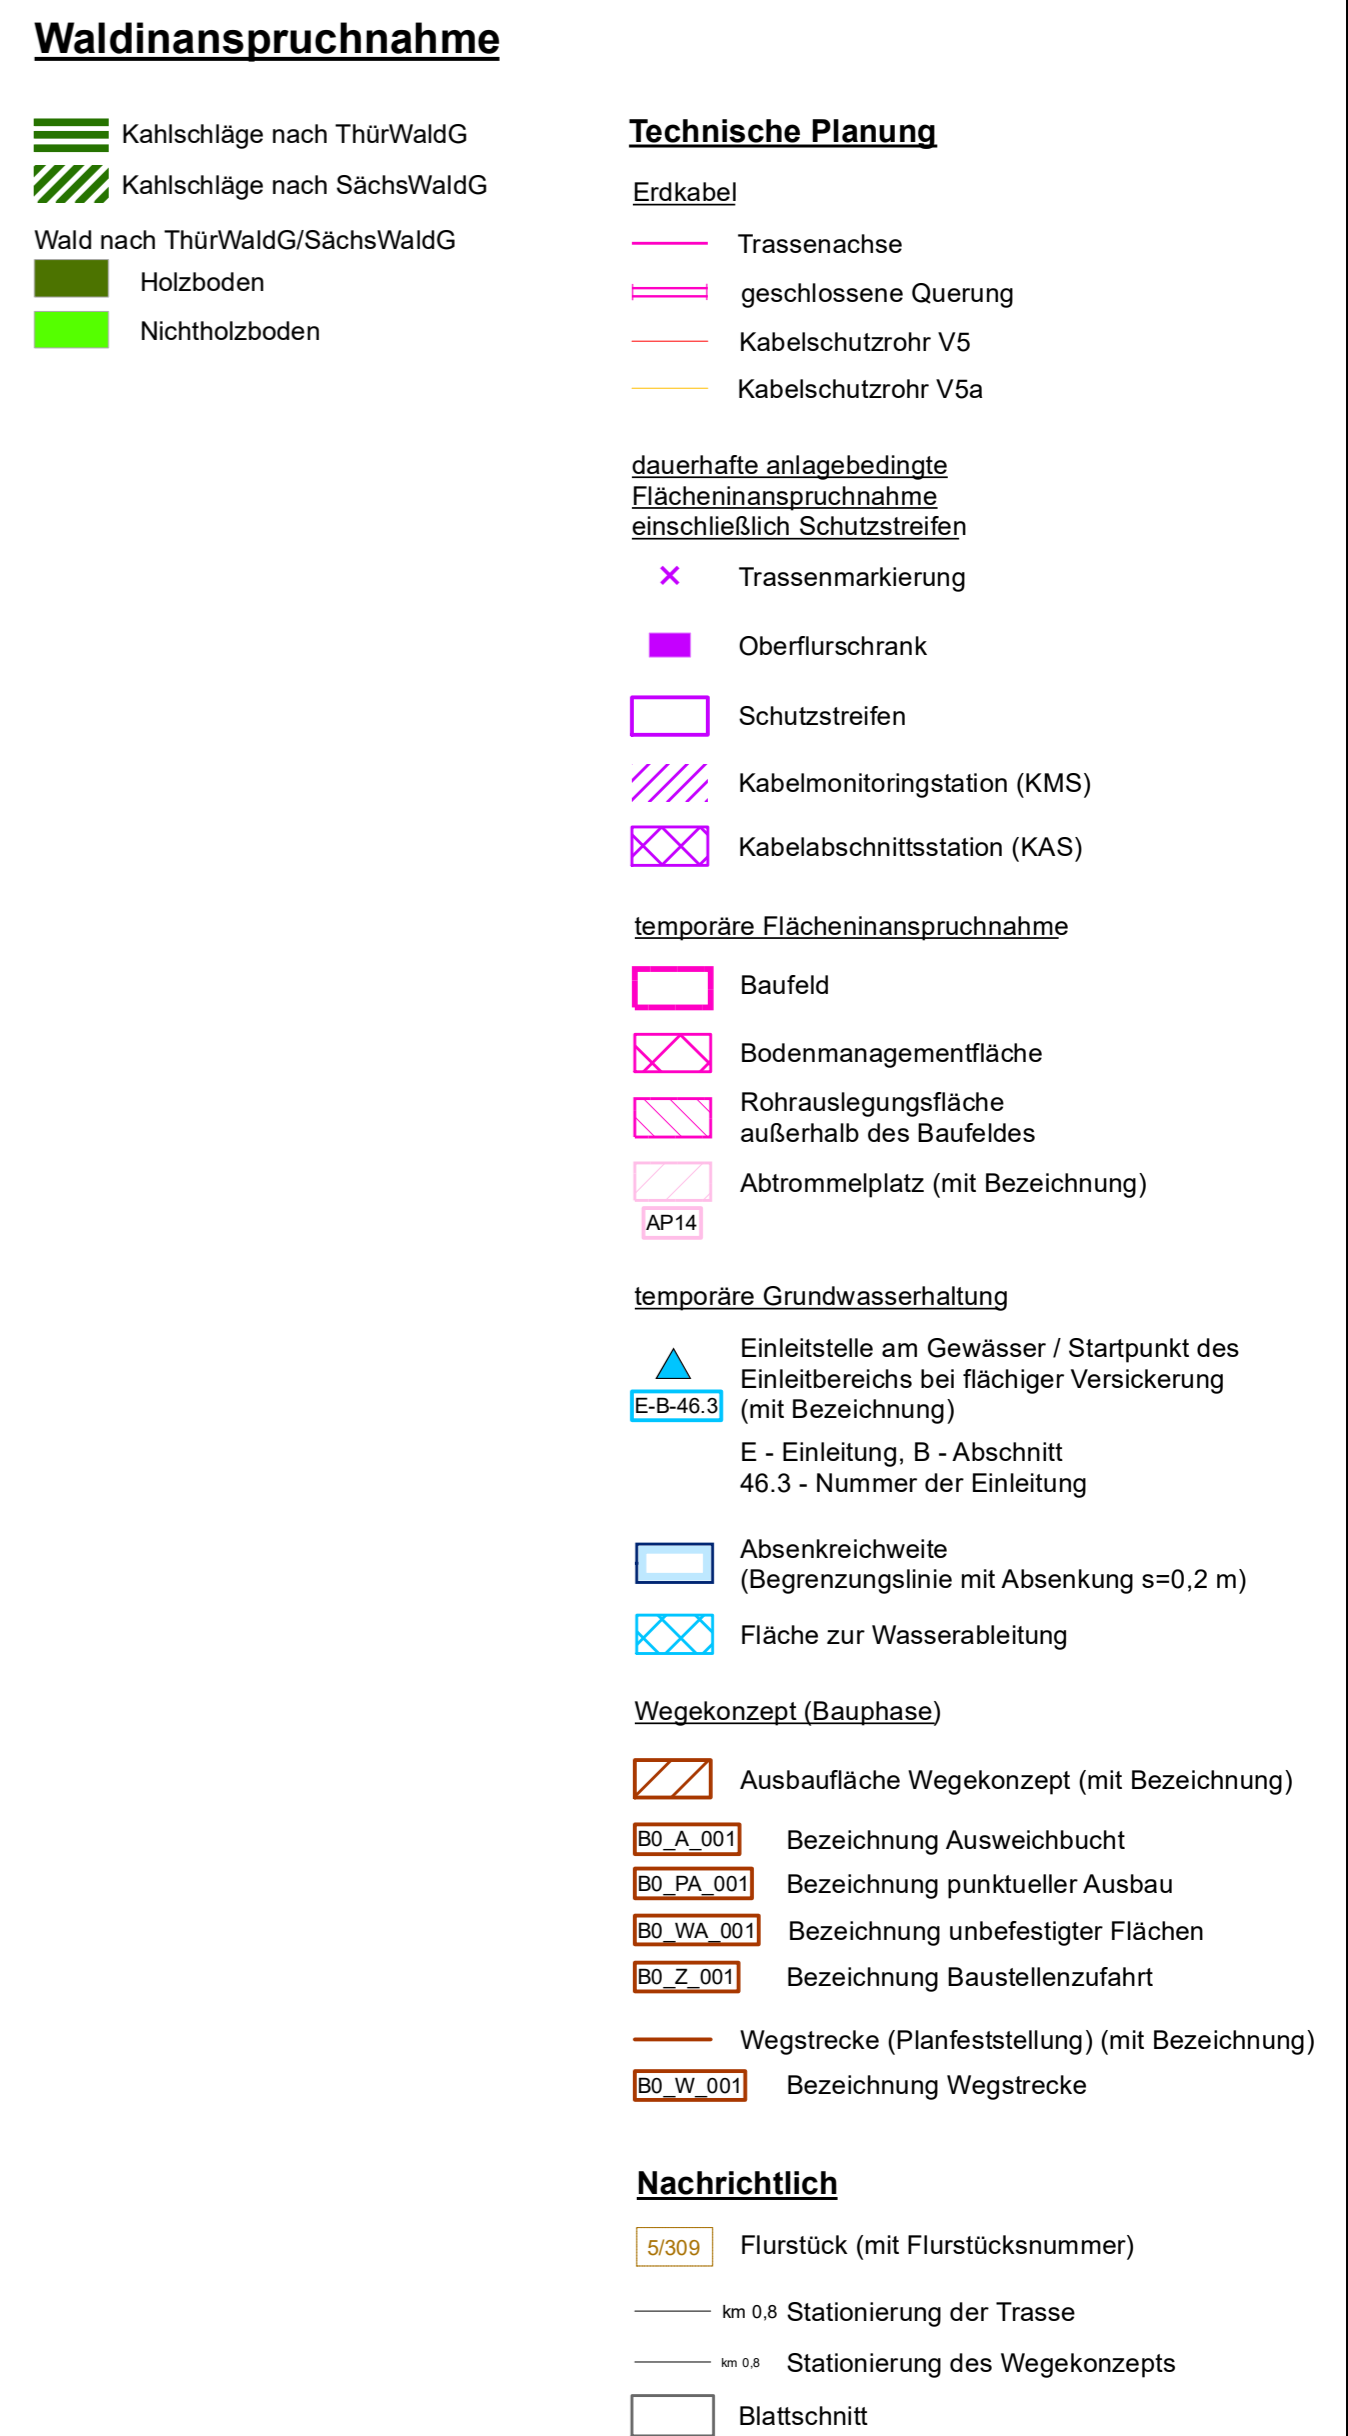 Waldinanspruchnahme
Kahlschläge nach ThürWaldG
Kahlschläge nach SächsWaldG
Wald nach ThürWaldG/SächsWaldG
Holzboden
Nichtholzboden
Technische Planung
Erdkabel
Trassenachse
geschlossene Querung
Kabelschutzrohr V5
Kabelschutzrohr V5a
dauerhafte anlagebedingte
Flächeninanspruchnahme
einschließlich Schutzstreifen
Trassenmarkierung
Oberflurschrank
Schutzstreifen
Kabelmonitoringstation (KMS)
Kabelabschnittsstation (KAS)
temporäre Flächeninanspruchnahme
Baufeld
Bodenmanagementfläche
Rohrauslegungsfläche
außerhalb des Baufeldes
Abtrommelplatz (mit Bezeichnung)
AP14
temporäre Grundwasserhaltung
Einleitstelle am Gewässer / Startpunkt des
Einleitbereichs bei flächiger Versickerung
E-B-46.3 (mit Bezeichnung)
E - Einleitung, B - Abschnitt
46.3 - Nummer der Einleitung
Absenkreichweite
(Begrenzungslinie mit Absenkung s=0,2 m)
Fläche zur Wasserableitung
Wegekonzept (Bauphase)
Ausbaufläche Wegekonzept (mit Bezeichnung)
B0_A_001 Bezeichnung Ausweichbucht
B0_PA_001 Bezeichnung punktueller Ausbau
B0_WA_001 Bezeichnung unbefestigter Flächen
B0_Z_001 Bezeichnung Baustellenzufahrt
Wegstrecke (Planfeststellung) (mit Bezeichnung)
B0_W_001 Bezeichnung Wegstrecke
Nachrichtlich
5/309 Flurstück (mit Flurstücksnummer)
km 0,8 Stationierung der Trasse
km 0,8 Stationierung des Wegekonzepts
Blattschnitt